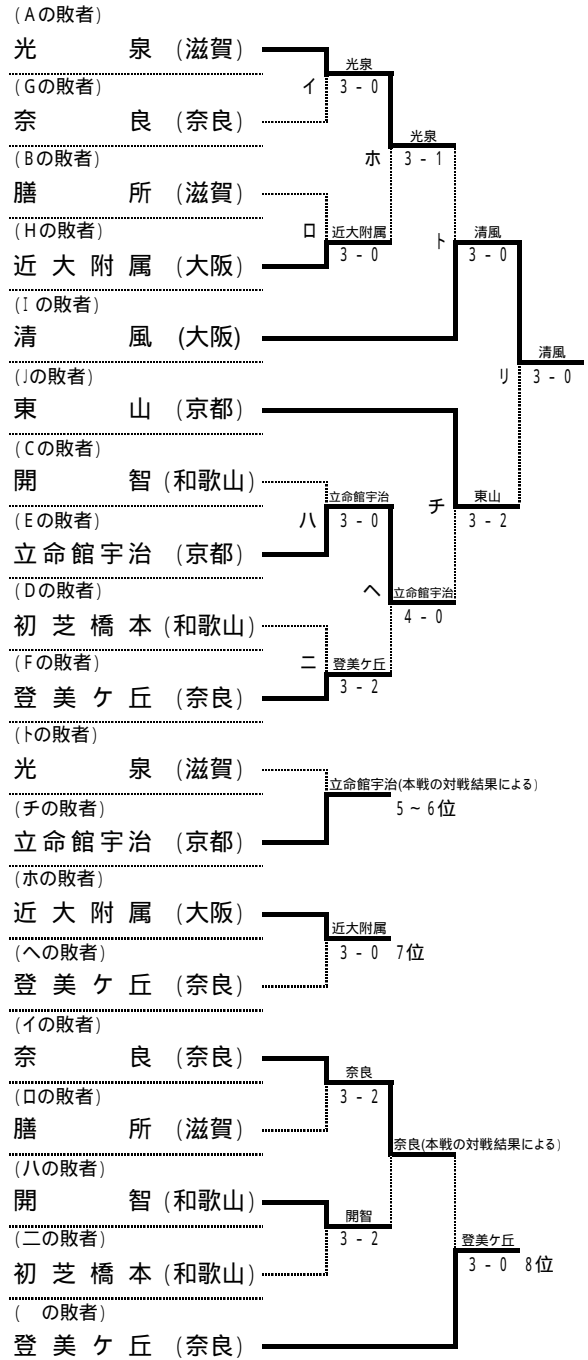 (Aの敗者)
光泉 (滋賀)
光泉
イ 3 - 0
(Gの敗者)
奈良 (奈良)
光泉
ホ 3 - 1
(Bの敗者)
膳所 (滋賀)
(Hの敗者)
ロ 近大附属
3 - 0
近大附属 (大阪)
ト 清風
3 - 0
(Iの敗者)
清風 (大阪)
清風
リ 3 - 0
(Jの敗者)
東山 (京都)
(Cの敗者)
開智 (和歌山)
立命館宇治
ハ 3 - 0
(Eの敗者)
立命館宇治 (京都)
チ 東山
3 - 2
(Dの敗者)
ヘ 立命館宇治
4 - 0
初芝橋本 (和歌山)
(Fの敗者)
ニ 登美ケ丘
3 - 2
登美ケ丘 (奈良)
(トの敗者)
光泉 (滋賀)
立命館宇治(本戦の対戦結果による)
5～6位
(チの敗者)
立命館宇治 (京都)
(ホの敗者)
近大附属 (大阪)
近大附属
3 - 0 7位
(ヘの敗者)
登美ケ丘 (奈良)
(イの敗者)
奈良 (奈良)
奈良
3 - 2
(ロの敗者)
膳所 (滋賀)
奈良(本戦の対戦結果による)
(ハの敗者)
開智 (和歌山)
開智
3 - 2
(ニの敗者)
初芝橋本 (和歌山)
登美ケ丘
3 - 0 8位
( の敗者)
登美ケ丘 (奈良)